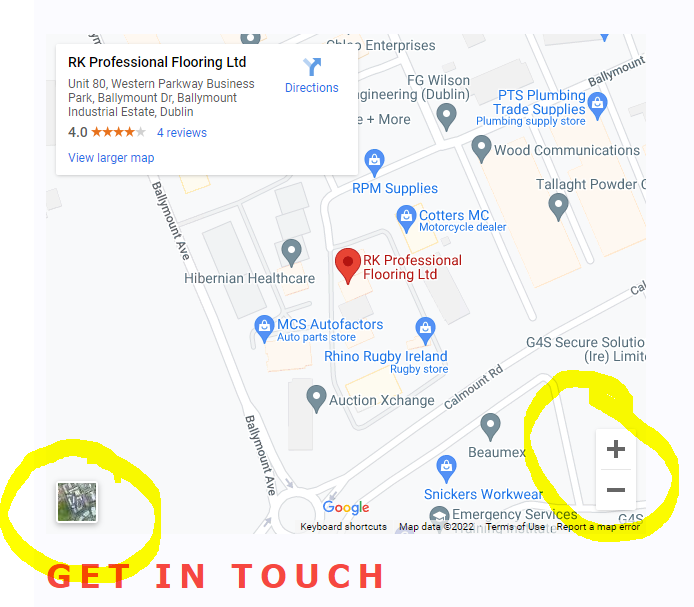 Chloo Enterprises
RK Professional Flooring Ltd
Unit 80, Western Parkway Business
Park, Ballymount Dr, Ballymount
Industrial Estate, Dublin
4.0
4 reviews
View larger map
Directions
FG Wilson
ngineering (Dublin)
e + More
Ballymount
PTS Plumbing
Trade Supplies
Plumbing supply store
Wood Communications
RPM Supplies
Tallaght Powder C
Cotters MC
Motorcycle dealer
Ballymount Ave
Hibernian Healthcare
RK Professional
Flooring Ltd
Cal
MCS Autofactors
Auto parts store
Rhino Rugby Ireland
Rugby store
G4S Secure Solutio
(Ire) Limite
Calmount Rd
Auction Xchange
Ballymount Ave
Beaumex
Snickers Workwear
Emergency Services
Training Institute
G4S
Google
Keyboard shortcuts
Map data ©2022
Terms of Use
Report a map error
GET IN TOUCH